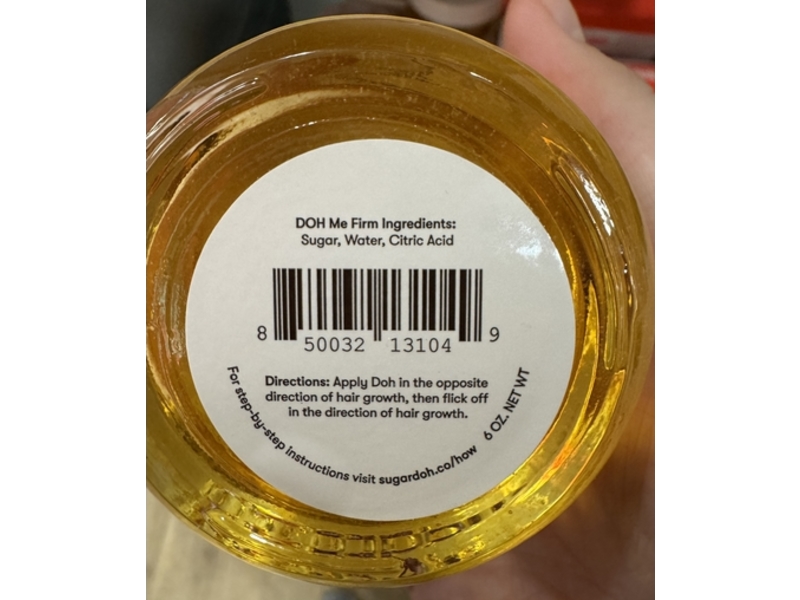 DOH Me Firm Ingredients:
Sugar, Water, Citric Acid
8 50032 13104 9
Directions: Apply Doh in the opposite
direction of hair growth, then flick off
in the direction of hair growth.
For step-by-step instructions visit sugardoh.co/how
6 OZ. NET WT